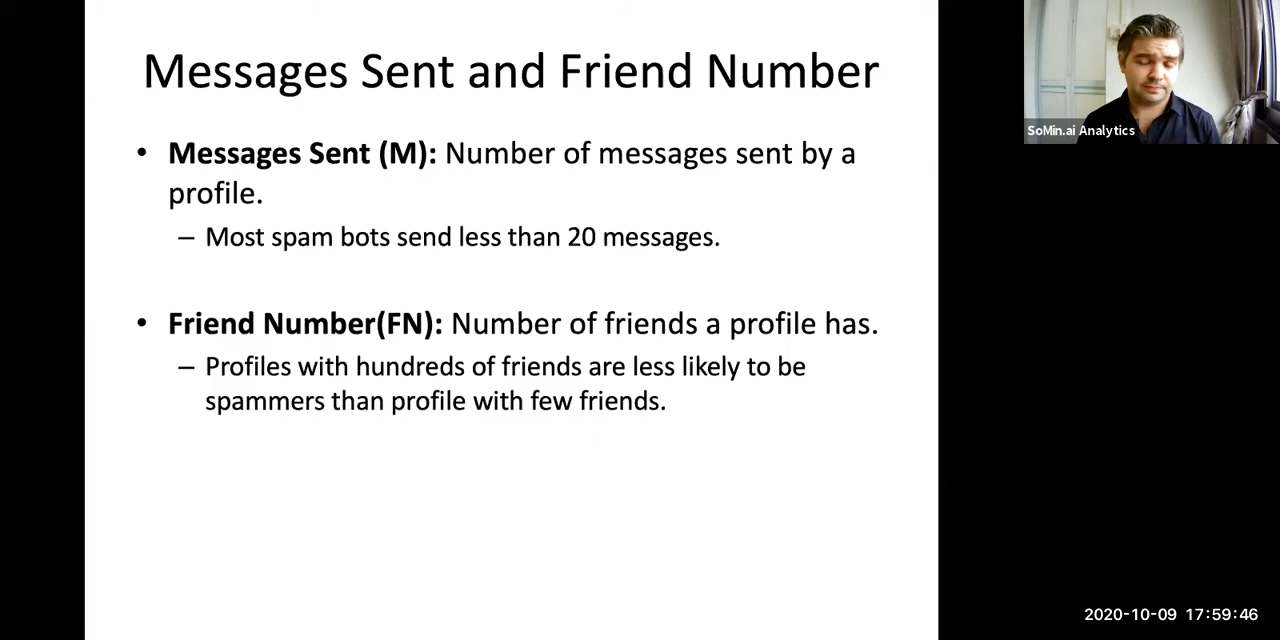 Messages Sent and Friend Number
• Messages Sent (M): Number of messages sent by a
profile.
– Most spam bots send less than 20 messages.
• Friend Number(FN): Number of friends a profile has.
– Profiles with hundreds of friends are less likely to be
spammers than profile with few friends.
SoMin.ai Analytics
2020-10-09 17:59:46